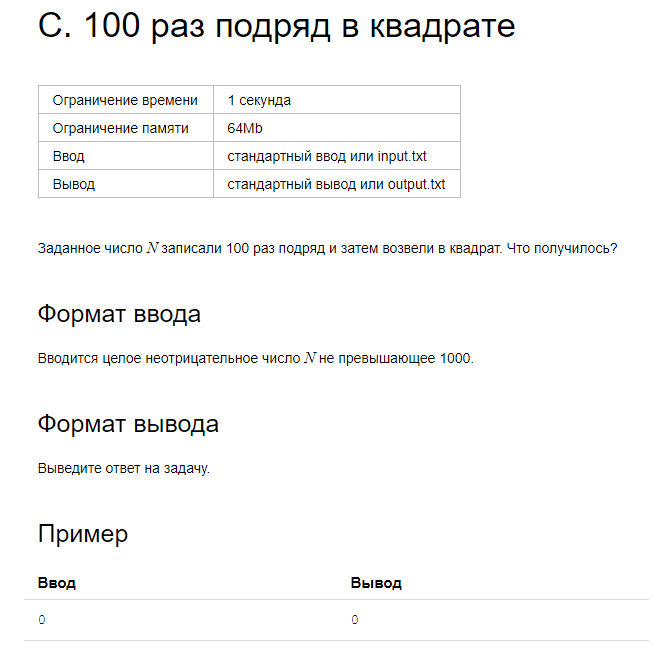 C. 100 раз подряд в квадрате
Ограничение времени 1 секунда
Ограничение памяти 64Mb
Ввод стандартный ввод или input.txt
Вывод стандартный вывод или output.txt
Заданное число N записали 100 раз подряд и затем возвели в квадрат. Что получилось?
Формат ввода
Вводится целое неотрицательное число N не превышающее 1000.
Формат вывода
Выведите ответ на задачу.
Пример
Ввод Вывод
0 0